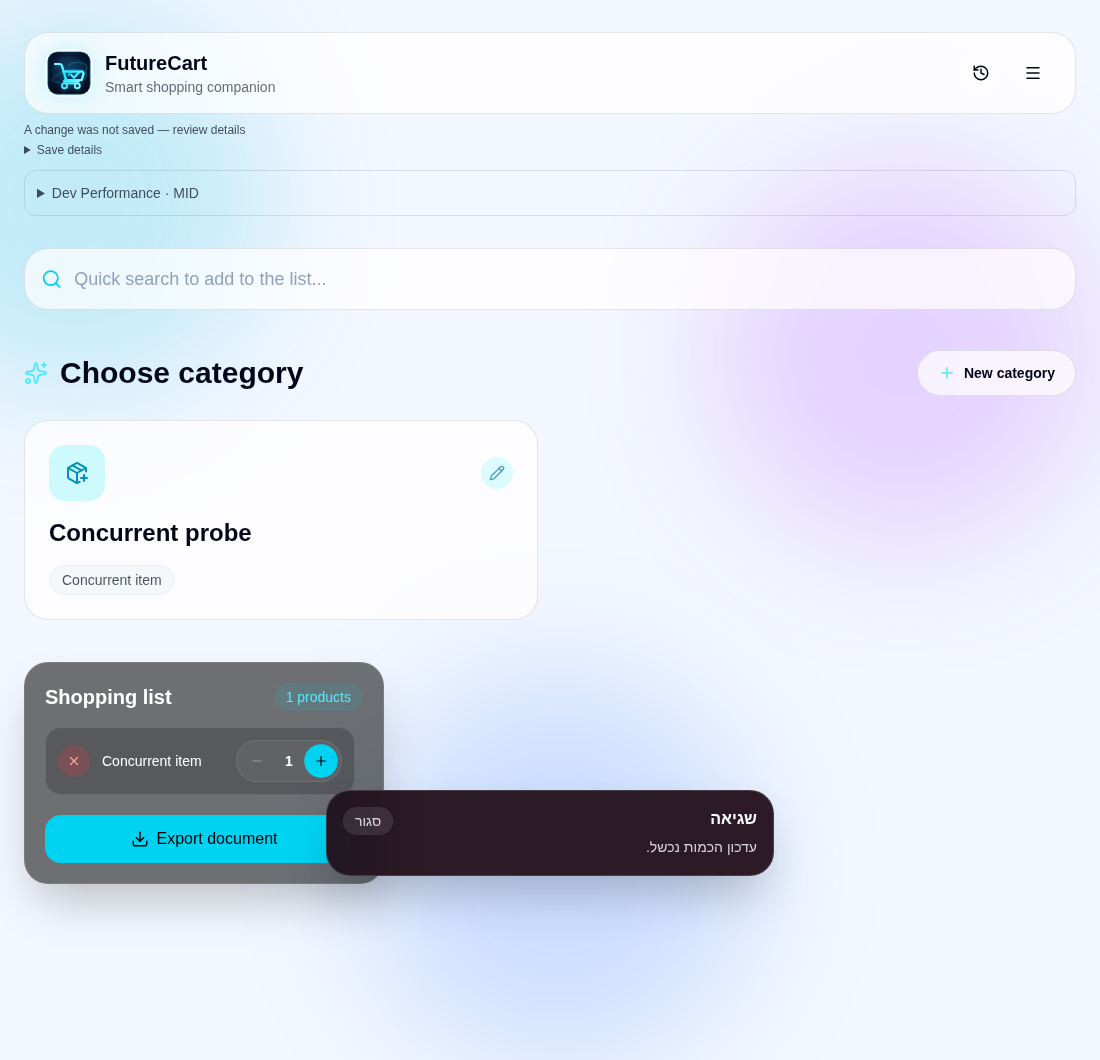 FutureCart
Smart shopping companion
A change was not saved — review details
Save details
Dev Performance · MID
Quick search to add to the list...
Choose category
New category
Concurrent probe
Concurrent item
Shopping list
1 products
Concurrent item
1
Export document
שגיאה
סגור
עדכון הכמות נכשל.